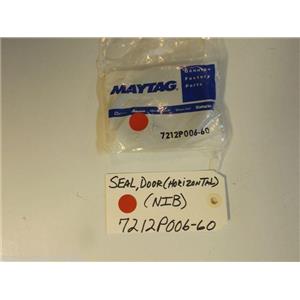 MAYTAG
Genuine
Factory
Parts
7212P006-60
SEAL, DOOR (HORIZONTAL)
(NIB)
7212P006-60